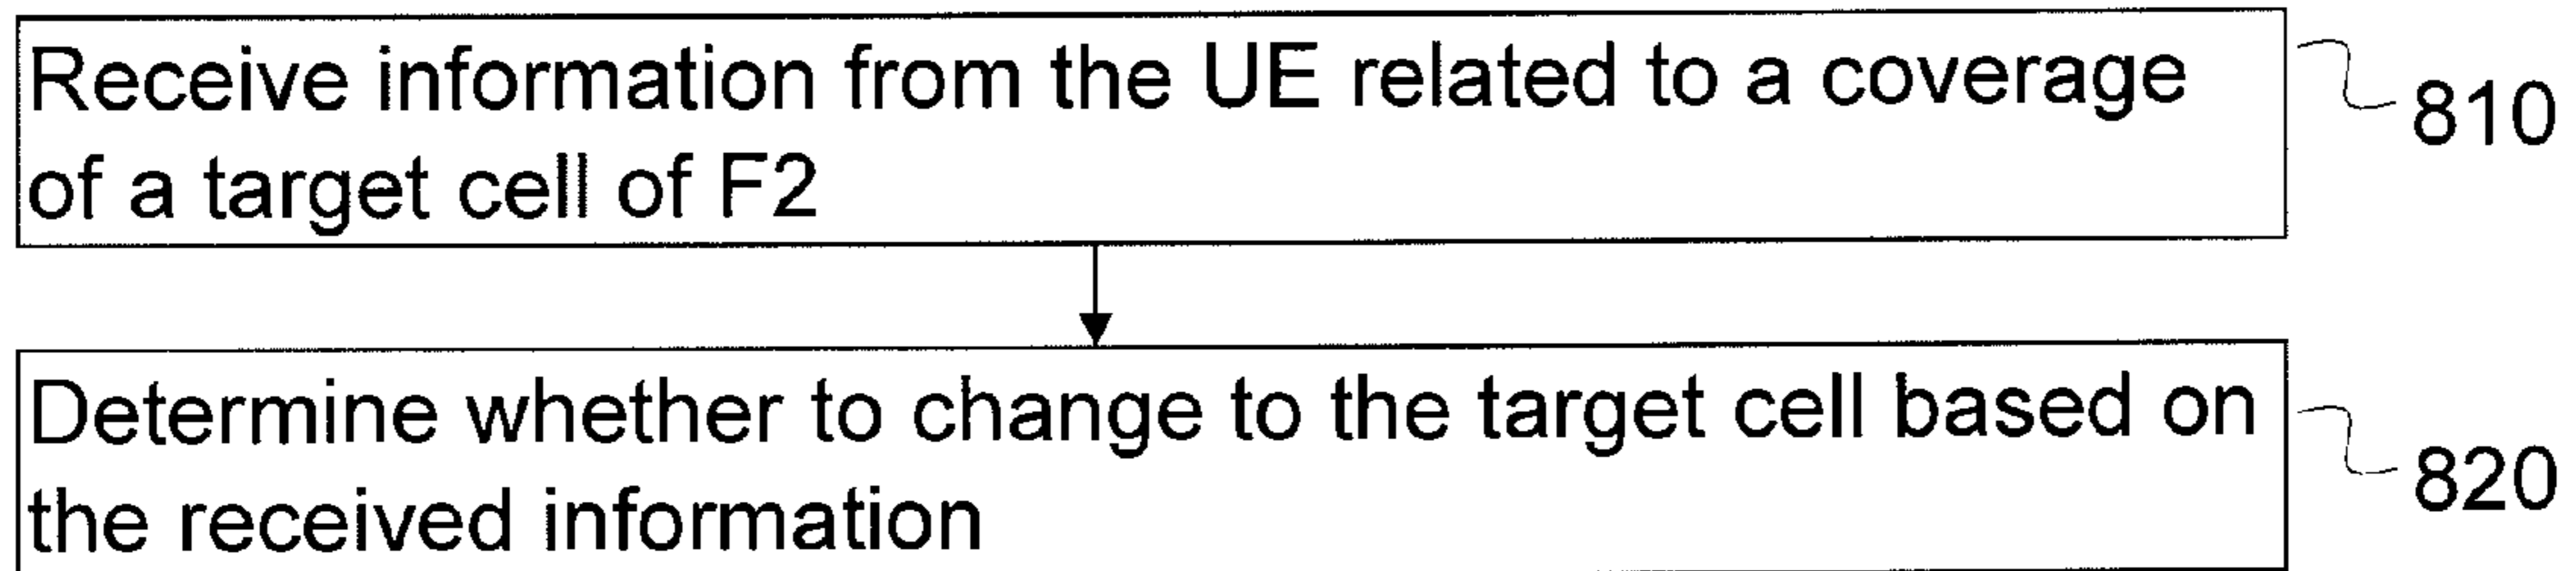 Receive information from the UE related to a coverage
of a target cell of F2
810
Determine whether to change to the target cell based on
the received information
820